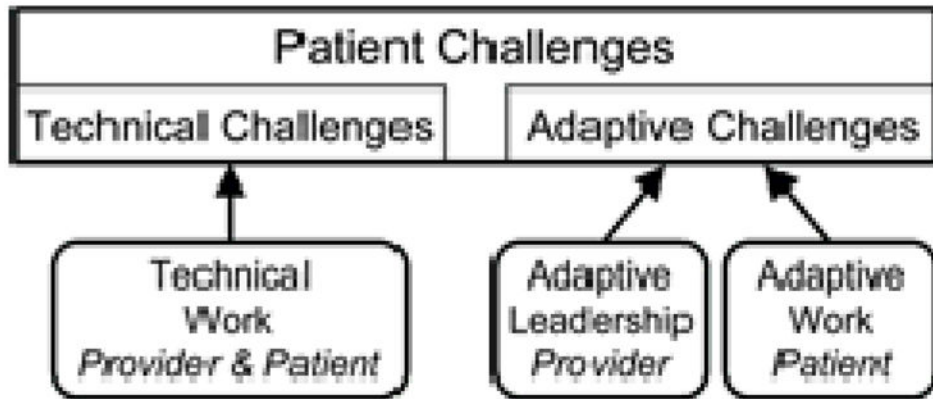 Patient Challenges
Technical Challenges
Adaptive Challenges
Technical
Work
Provider & Patient
Adaptive
Leadership
Provider
Adaptive
Work
Patient